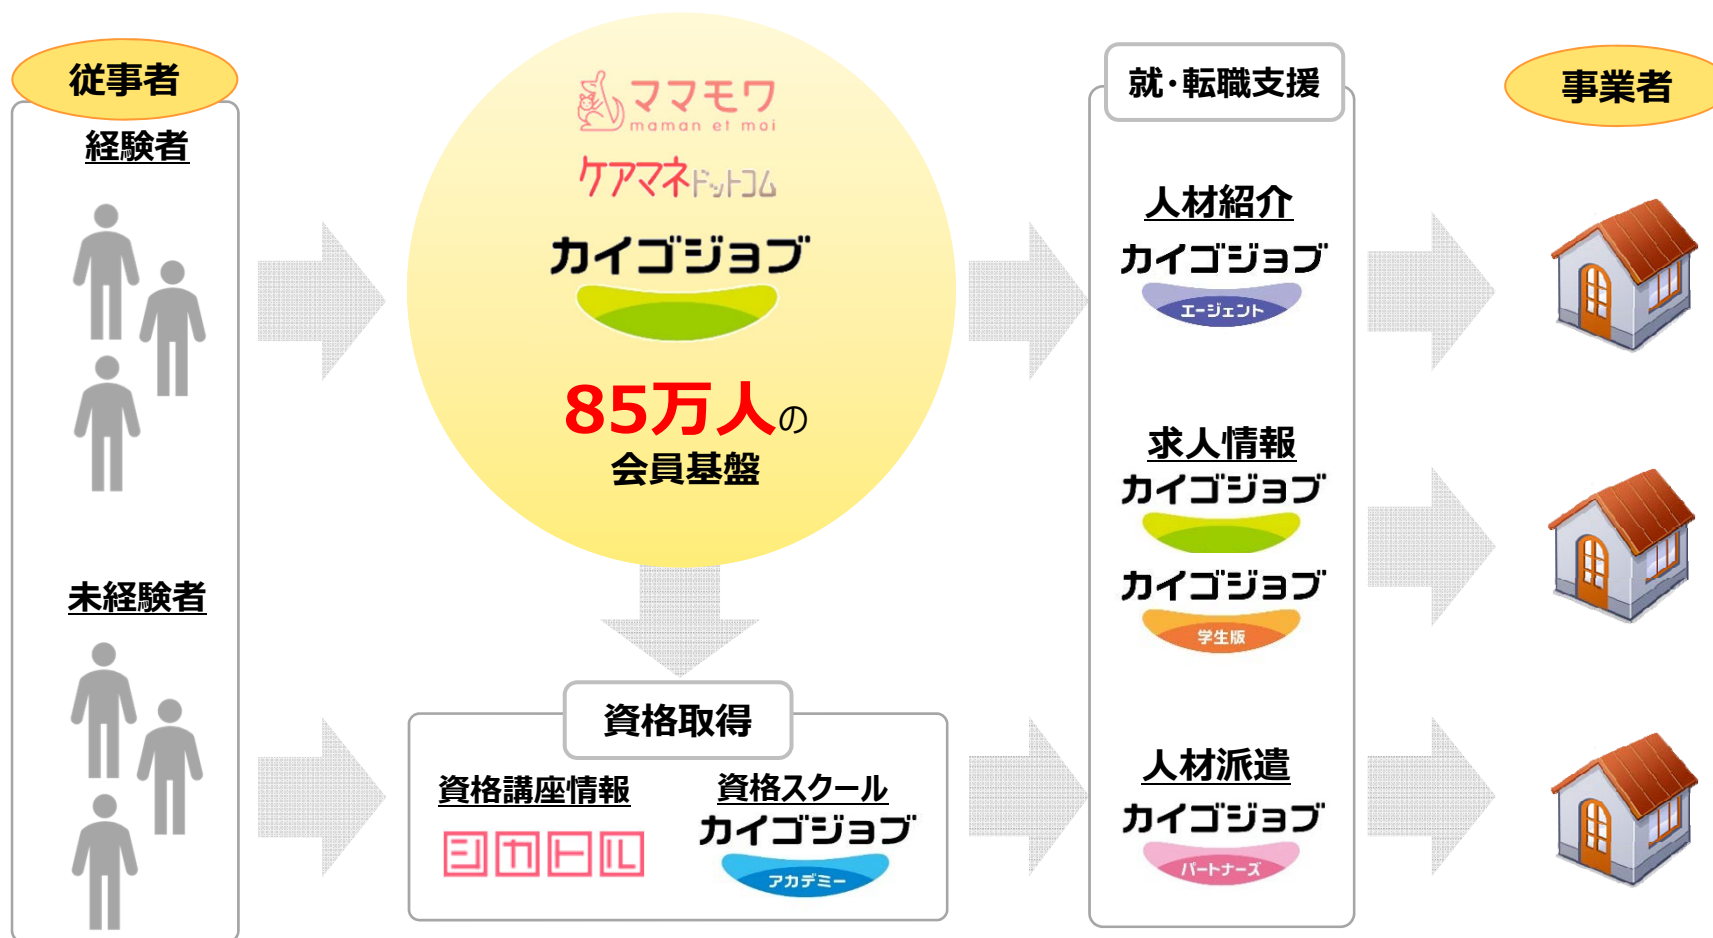 従事者
経験者
未経験者
ママモワ
maman et moi
ケアマネドットコム
カイゴジョブ
85万人の
会員基盤
資格取得
資格講座情報
シカトル
資格スクール
カイゴジョブ
アカデミー
就・転職支援
人材紹介
カイゴジョブ
エージェント
求人情報
カイゴジョブ
カイゴジョブ
学生版
人材派遣
カイゴジョブ
パートナーズ
事業者